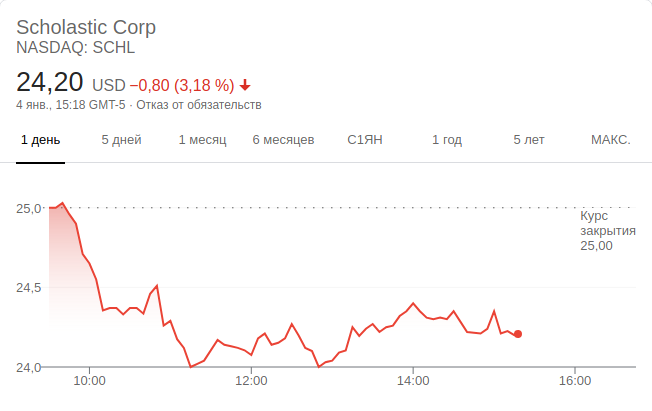 Scholastic Corp
NASDAQ: SCHL
24,20 USD −0,80 (3,18 %)
4 янв., 15:18 GMT-5 · Отказ от обязательств
1 день 5 дней 1 месяц 6 месяцев С1ЯН 1 год 5 лет МАКС.
25,0
Курс
закрытия
25,00
24,5
24,0
10:00 12:00 14:00 16:00